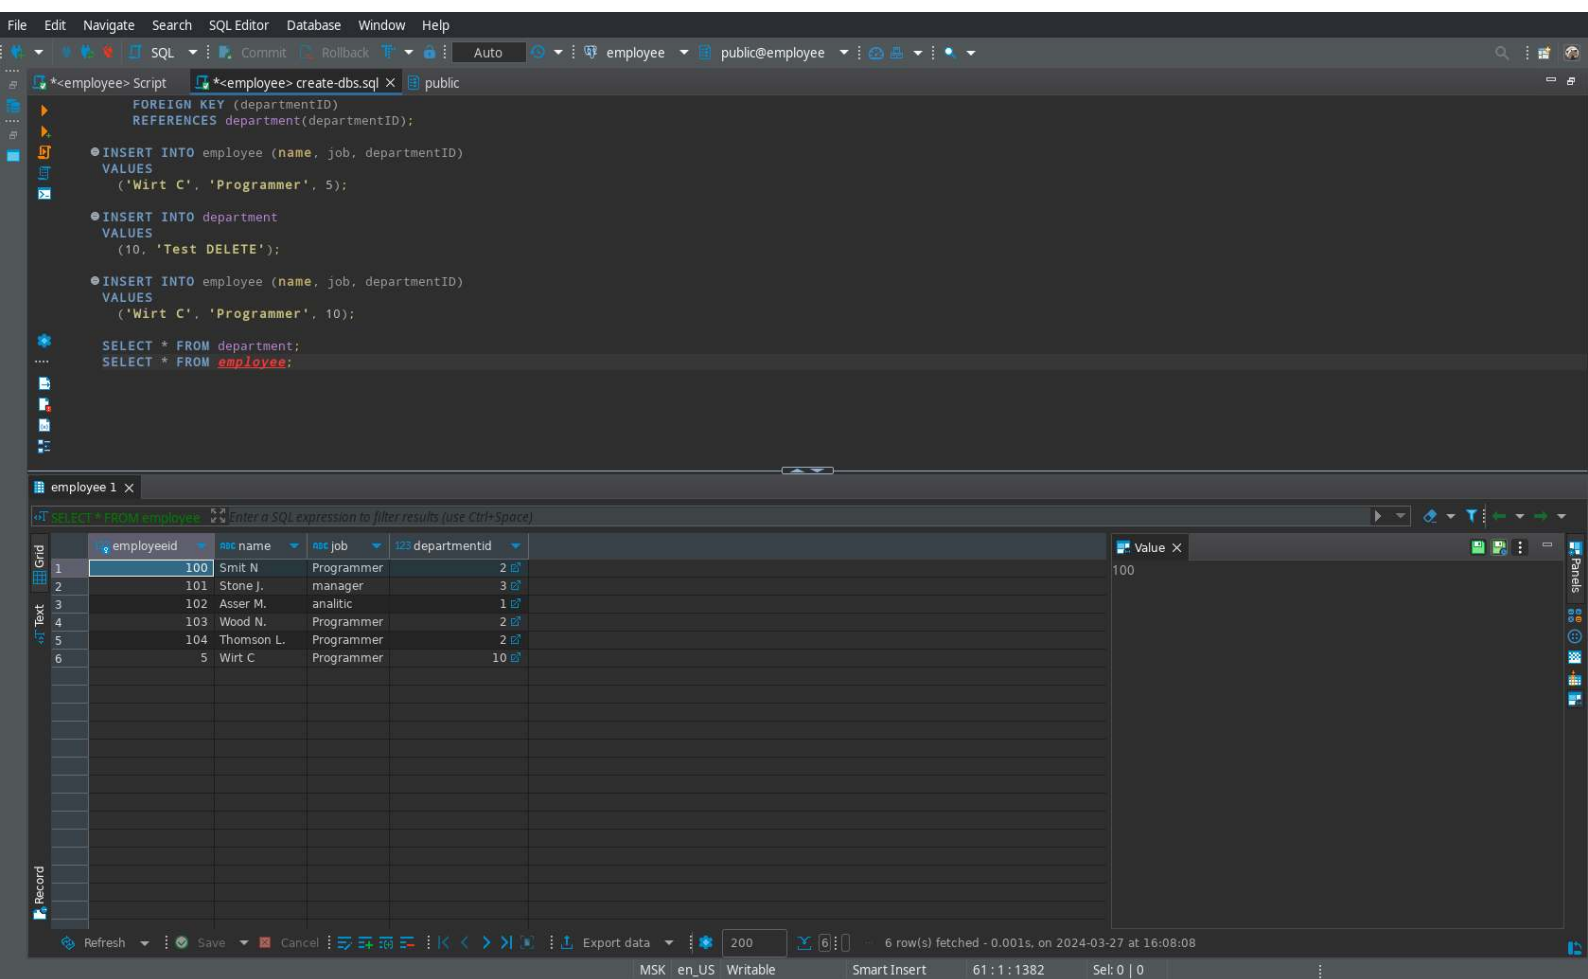 File Edit Navigate Search SQL Editor Database Window Help
SQL Commit Rollback Auto employee public@employee
*<employee> Script *<employee> create-dbs.sql public
FOREIGN KEY (departmentID)
REFERENCES department(departmentID);
INSERT INTO employee (name, job, departmentID)
VALUES
('Wirt C', 'Programmer', 5);
INSERT INTO department
VALUES
(10, 'Test DELETE');
INSERT INTO employee (name, job, departmentID)
VALUES
('Wirt C', 'Programmer', 10);
SELECT * FROM department;
SELECT * FROM employee;
employee 1
SELECT * FROM employee Enter a SQL expression to filter results (use Ctrl+Space)
Grid
Text
Record
employeeid ABC name ABC job 123 departmentid
1 100 Smit N Programmer 2
2 101 Stone J. manager 3
3 102 Asser M. analitic 1
4 103 Wood N. Programmer 2
5 104 Thomson L. Programmer 2
6 5 Wirt C Programmer 10
Value
100
Panels
Refresh Save Cancel Export data 200 6 6 row(s) fetched - 0.001s, on 2024-03-27 at 16:08:08
MSK en_US Writable Smart Insert 61 : 1 : 1382 Sel: 0 | 0